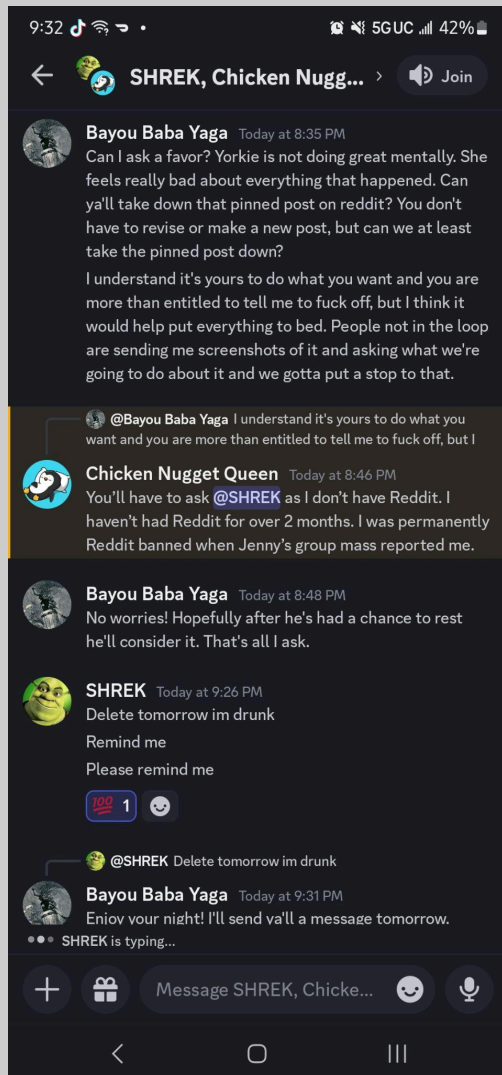 9:32 5GUC 42%
SHREK, Chicken Nugg... > Join
Bayou Baba Yaga Today at 8:35 PM
Can I ask a favor? Yorkie is not doing great mentally. She
feels really bad about everything that happened. Can
ya'll take down that pinned post on reddit? You don't
have to revise or make a new post, but can we at least
take the pinned post down?
I understand it's yours to do what you want and you are
more than entitled to tell me to fuck off, but I think it
would help put everything to bed. People not in the loop
are sending me screenshots of it and asking what we're
going to do about it and we gotta put a stop to that.
@Bayou Baba Yaga I understand it's yours to do what you
want and you are more than entitled to tell me to fuck off, but I
Chicken Nugget Queen Today at 8:46 PM
You'll have to ask @SHREK as I don't have Reddit. I
haven't had Reddit for over 2 months. I was permanently
Reddit banned when Jenny's group mass reported me.
Bayou Baba Yaga Today at 8:48 PM
No worries! Hopefully after he's had a chance to rest
he'll consider it. That's all I ask.
SHREK Today at 9:26 PM
Delete tomorrow im drunk
Remind me
Please remind me
100 1
@SHREK Delete tomorrow im drunk
Bayou Baba Yaga Today at 9:31 PM
Enjoy your night! I'll send ya'll a message tomorrow.
SHREK is typing...
Message SHREK, Chicke...